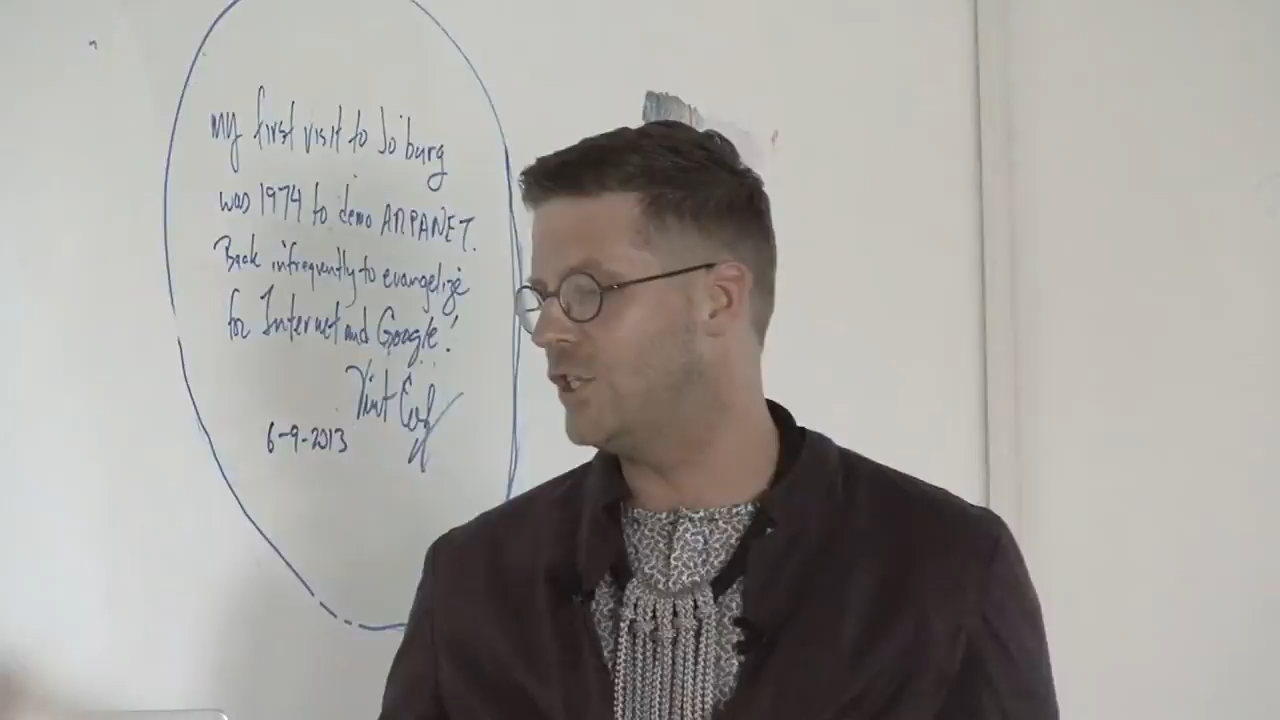 my first visit to Jo'burg
was 1974 to demo ARPANET.
Back infrequently to evangelize
for Internet and Google!
Vint Cerf
6-9-2013